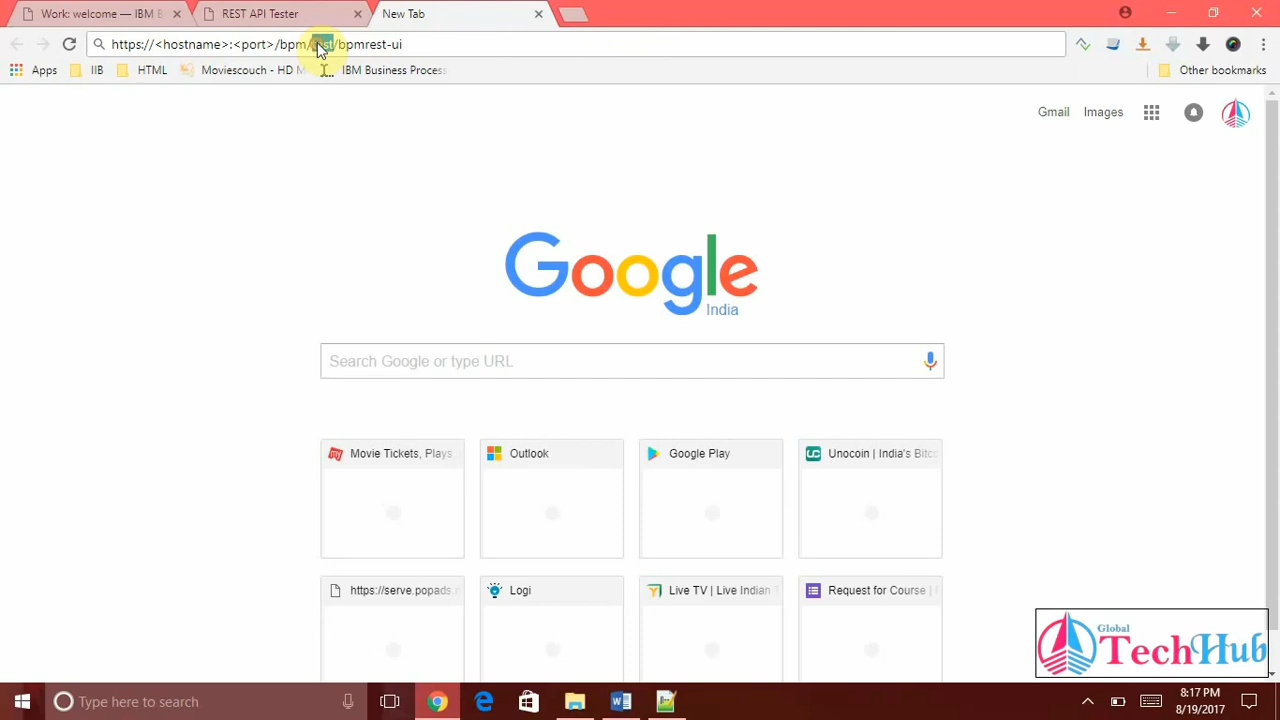 Work: welcome — IBM B
REST API Tester
New Tab
https://<hostname>:<port>/bpm/rest/bpmrest-ui
Apps
IIB
HTML
Moviescouch - HD M
IBM Business Process
Other bookmarks
Gmail
Images
Google
India
Search Google or type URL
Movie Tickets, Plays,
Outlook
Google Play
Unocoin | India's Bitco
https://serve.popads.
Logi
Live TV | Live Indian
Request for Course |
Global
TechHub
Type here to search
8:17 PM
8/19/2017